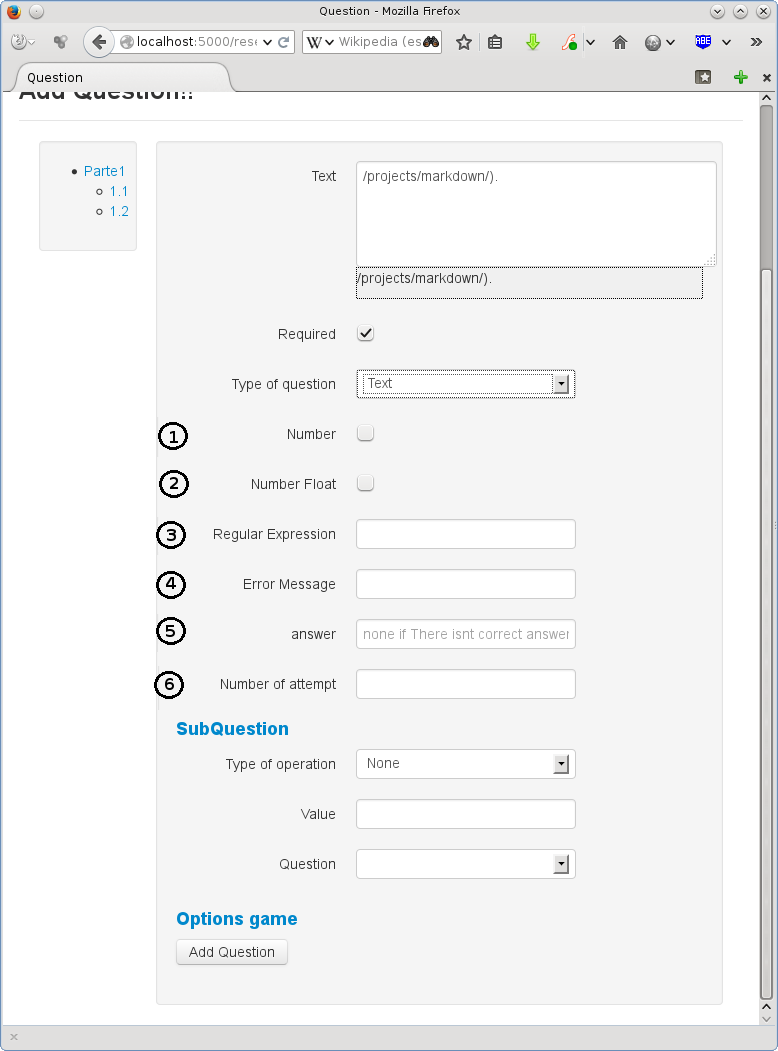 Question - Mozilla Firefox
localhost:5000/rese
W Wikipedia (es
ABE
Question
Add Question!!
Parte1
1.1
1.2
Text
/projects/markdown/).
/projects/markdown/).
Required
Type of question Text
1 Number
2 Number Float
3 Regular Expression
4 Error Message
5 answer none if There isnt correct answer
6 Number of attempt
SubQuestion
Type of operation None
Value
Question
Options game
Add Question